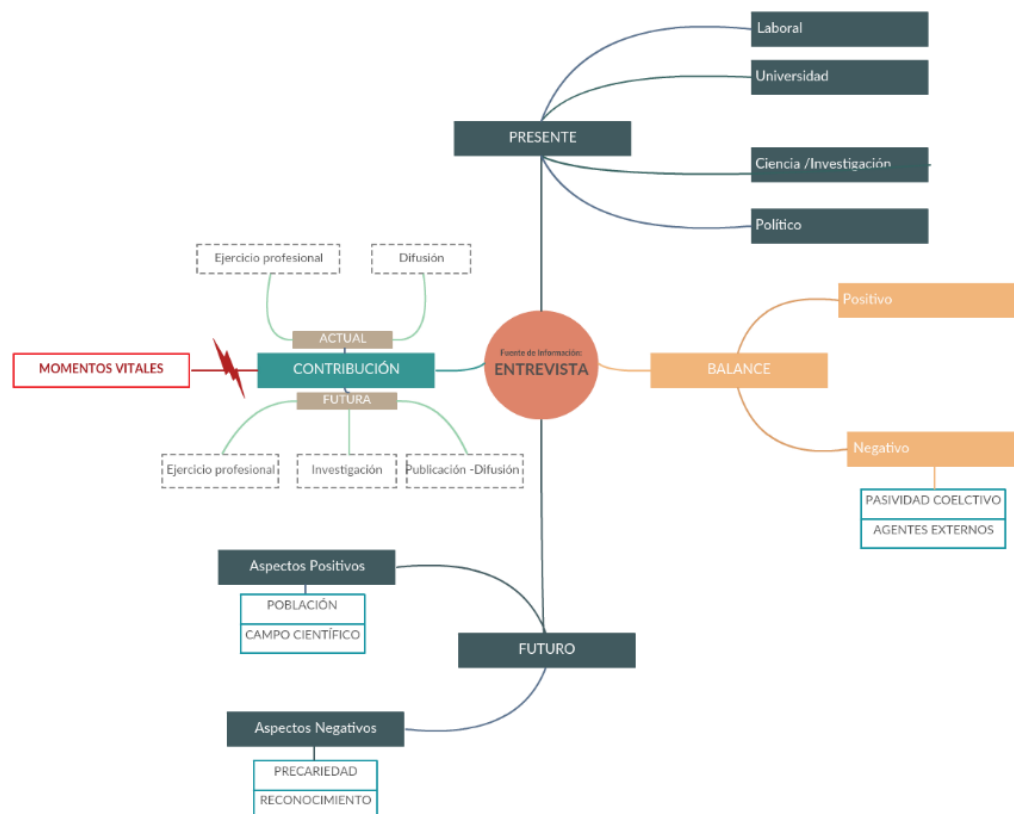 Laboral
Universidad
PRESENTE
Ciencia /Investigación
Político
Ejercicio profesional
Difusión
ACTUAL
MOMENTOS VITALES
CONTRIBUCIÓN
FUTURA
Ejercicio profesional
Investigación
Publicación -Difusión
Fuente de Información:
ENTREVISTA
Positivo
BALANCE
Negativo
PASIVIDAD COELCTIVO
AGENTES EXTERNOS
Aspectos Positivos
POBLACIÓN
CAMPO CIENTÍFICO
FUTURO
Aspectos Negativos
PRECARIEDAD
RECONOCIMIENTO